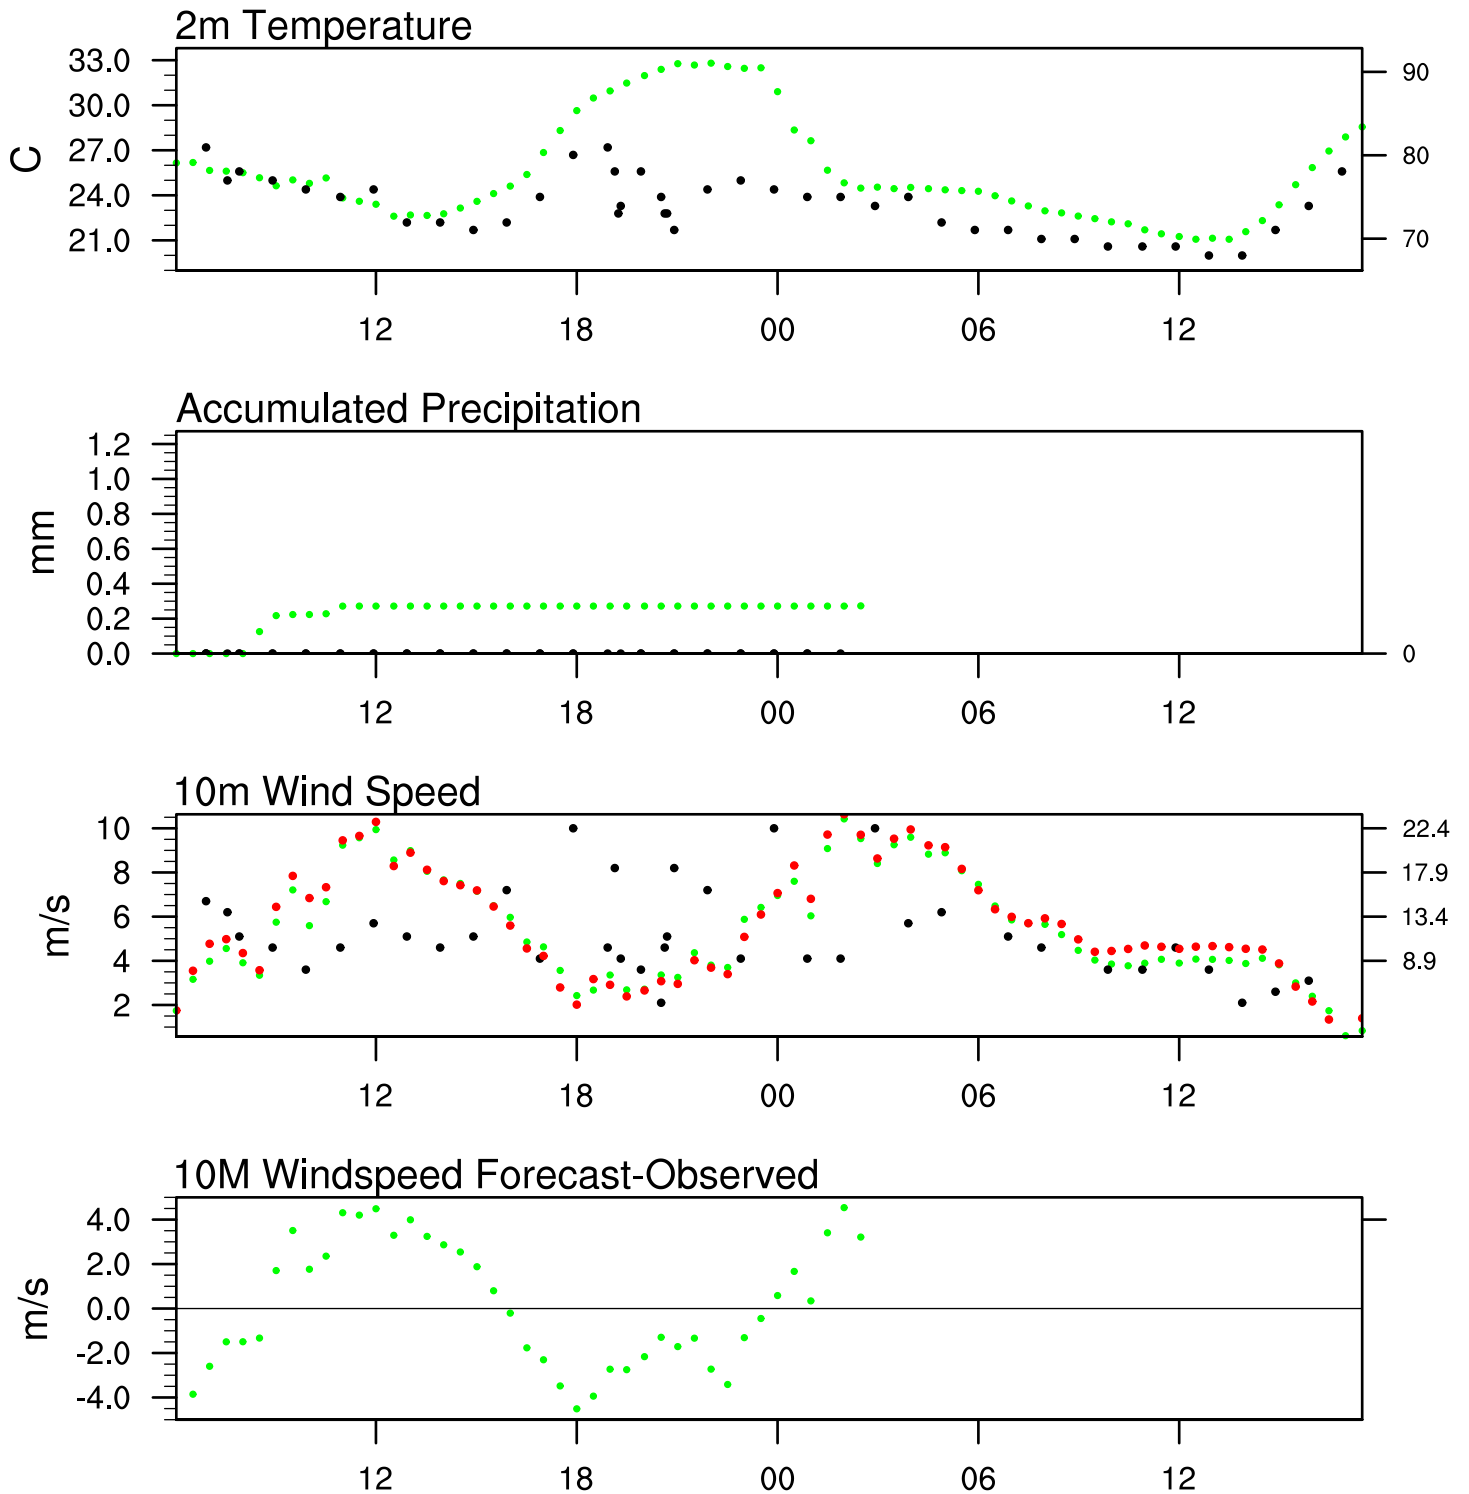 2m Temperature
33.0
90
30.0
27.0
80
C
24.0
21.0
70
12 18 00 06 12
Accumulated Precipitation
1.2
1.0
0.8
mm
0.6
0.4
0.2
0.0
0
12 18 00 06 12
10m Wind Speed
10
22.4
8
17.9
m/s
6
13.4
4
8.9
2
12 18 00 06 12
10M Windspeed Forecast-Observed
4.0
2.0
m/s
0.0
-2.0
-4.0
12 18 00 06 12